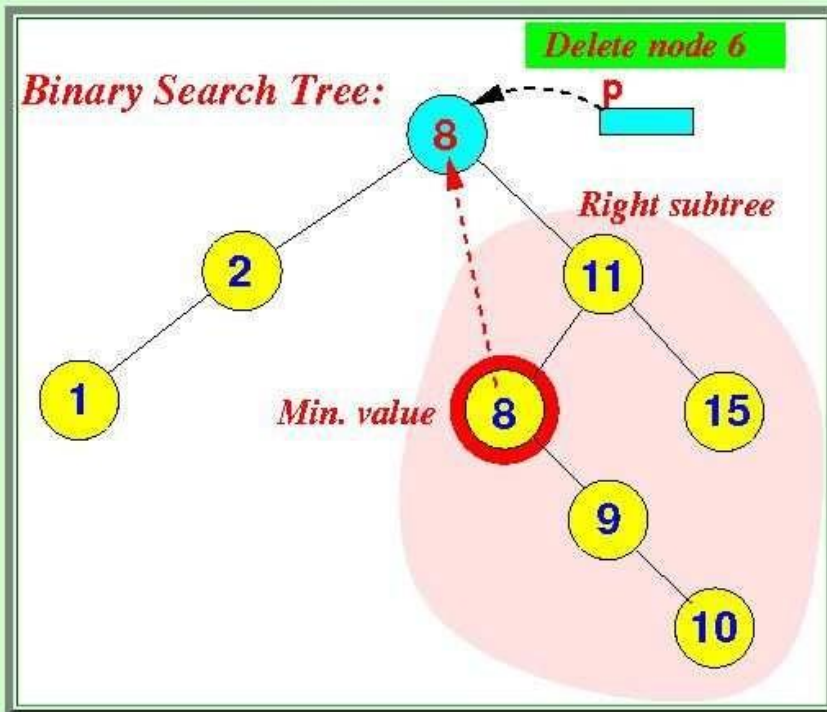 Delete node 6
Binary Search Tree:
p
8
Right subtree
2
11
1
Min. value
8
15
9
10